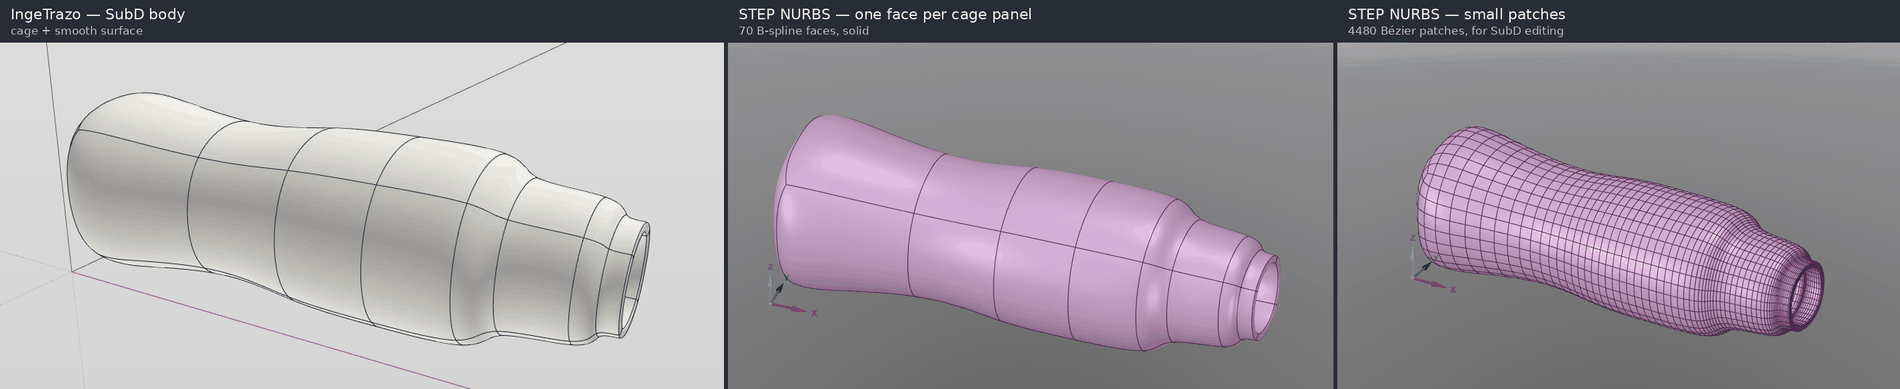 IngeTrazo — SubD body
cage + smooth surface
STEP NURBS — one face per cage panel
70 B-spline faces, solid
STEP NURBS — small patches
4480 Bézier patches, for SubD editing
Z
Y
X
Z
X